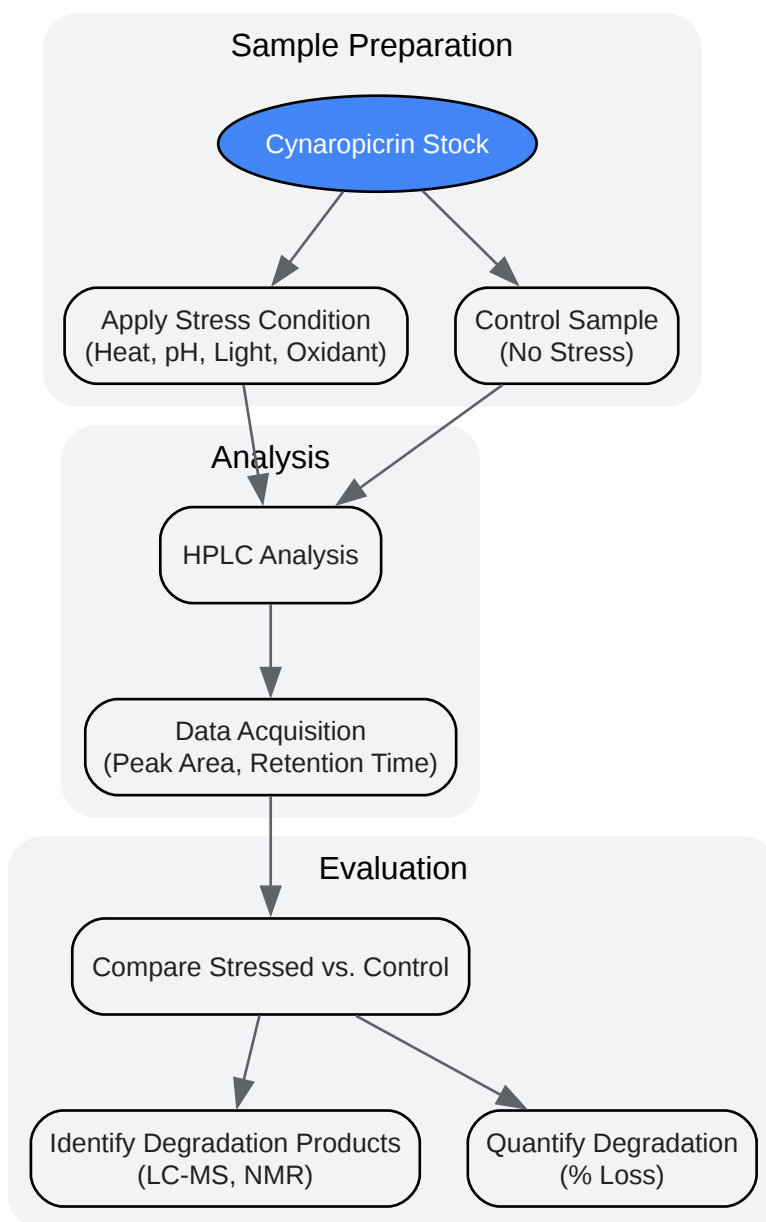 Sample Preparation
Cynaropicrin Stock
Apply Stress Condition
(Heat, pH, Light, Oxidant)
Control Sample
(No Stress)
Analysis
HPLC Analysis
Data Acquisition
(Peak Area, Retention Time)
Evaluation
Compare Stressed vs. Control
Identify Degradation Products
(LC-MS, NMR)
Quantify Degradation
(% Loss)